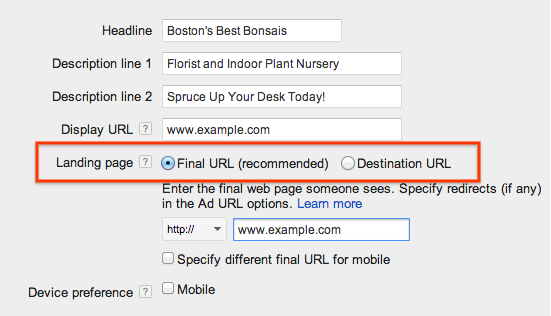 Headline Boston's Best Bonsais
Description line 1 Florist and Indoor Plant Nursery
Description line 2 Spruce Up Your Desk Today!
Display URL ? www.example.com
Landing page ? Final URL (recommended) Destination URL
Enter the final web page someone sees. Specify redirects (if any)
in the Ad URL options. Learn more
http:// www.example.com
Specify different final URL for mobile
Device preference ? Mobile